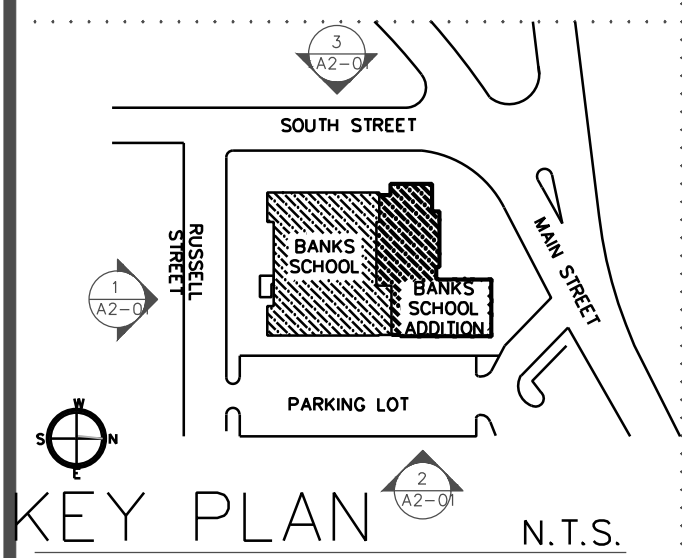 3
A2-01
SOUTH STREET
RUSSELL
STREET
MAIN STREET
BANKS
SCHOOL
1
A2-01
BANKS
SCHOOL
ADDITION
PARKING LOT
W
S N
E
2
A2-01
KEY PLAN
N.T.S.